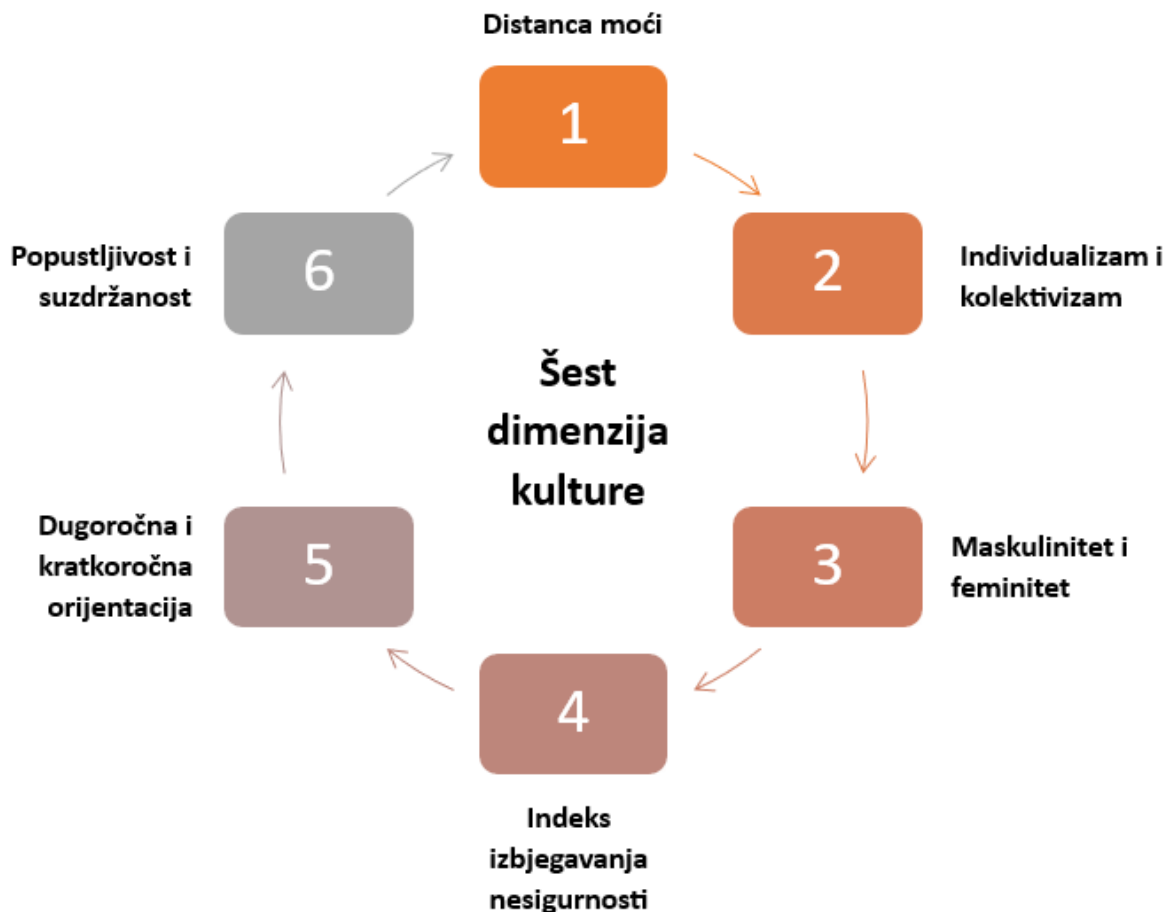 Distanca moći
1
2
Individualizam i
kolektivizam
3
Maskulinitet i
feminitet
4
Indeks
izbjegavanja
nesigurnosti
5
Dugoročna i
kratkoročna
orijentacija
6
Popustljivost i
suzdržanost
Šest
dimenzija
kulture